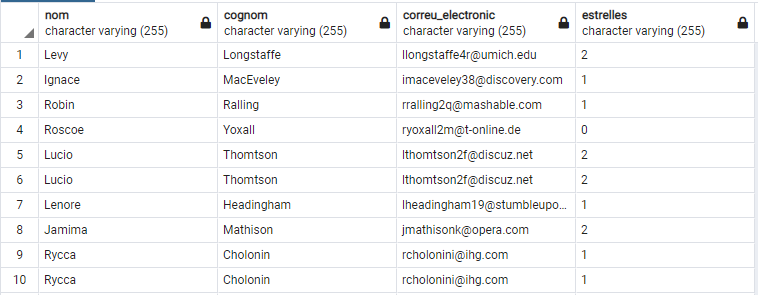 nom cognom correu_electronic estrelles
character varying (255) character varying (255) character varying (255) character varying (255)
1 Levy Longstaffe llongstaffe4r@umich.edu 2
2 Ignace MacEveley imaceveley38@discovery.com 1
3 Robin Ralling rralling2q@mashable.com 1
4 Roscoe Yoxall ryoxall2m@t-online.de 0
5 Lucio Thomtson lthomtson2f@discuz.net 2
6 Lucio Thomtson lthomtson2f@discuz.net 2
7 Lenore Headingham lheadingham19@stumbleupo... 1
8 Jamima Mathison jmathisonk@opera.com 2
9 Rycca Cholonin rcholonini@ihg.com 1
10 Rycca Cholonin rcholonini@ihg.com 1